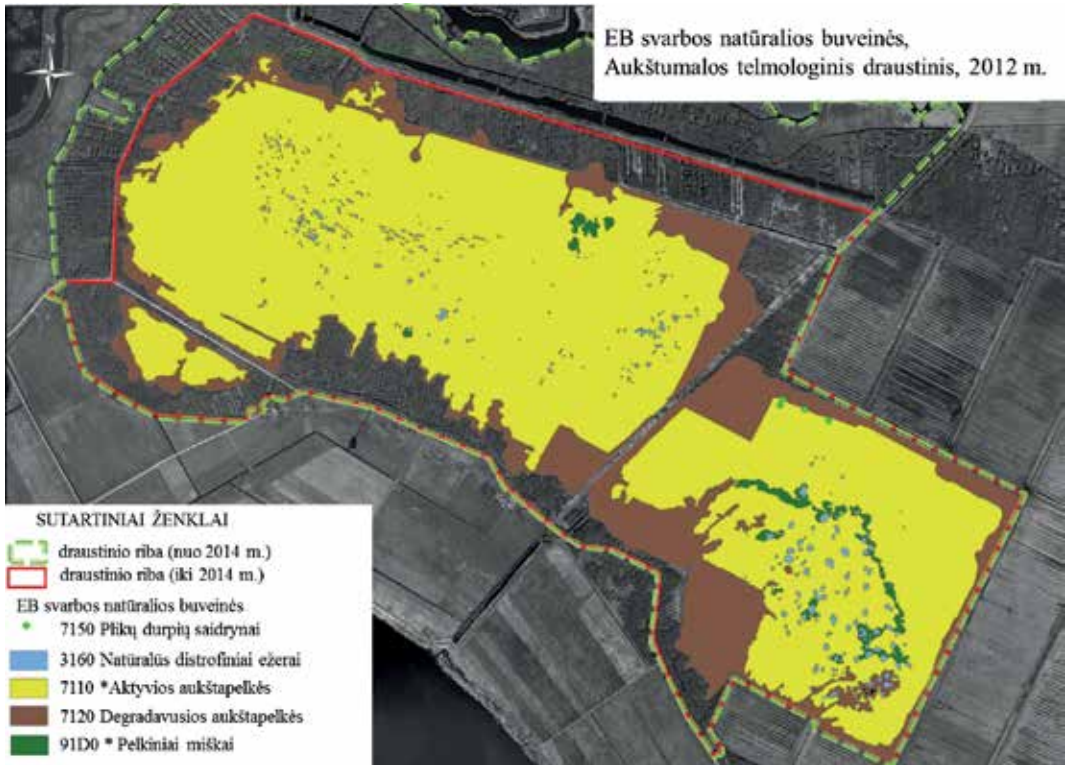 EB svarbos natūralios buveinės,
Aukštumalos telmologinis draustinis, 2012 m.
SUTARTINIAI ŽENKLAI
draustinio riba (nuo 2014 m.)
draustinio riba (iki 2014 m.)
EB svarbos natūralios buveinės
7150 Plikų durpių saidrynai
3160 Natūralūs distrofiniai ežerai
7110 *Aktyvios aukštapelkės
7120 Degradavusios aukštapelkės
91D0 * Pelkiniai miškai